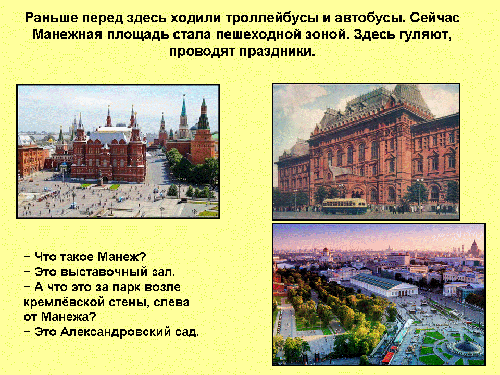 Раньше перед здесь ходили троллейбусы и автобусы. Сейчас
Манежная площадь стала пешеходной зоной. Здесь гуляют,
проводят праздники.
– Что такое Манеж?
– Это выставочный зал.
– А что это за парк возле
кремлёвской стены, слева
от Манежа?
– Это Александровский сад.